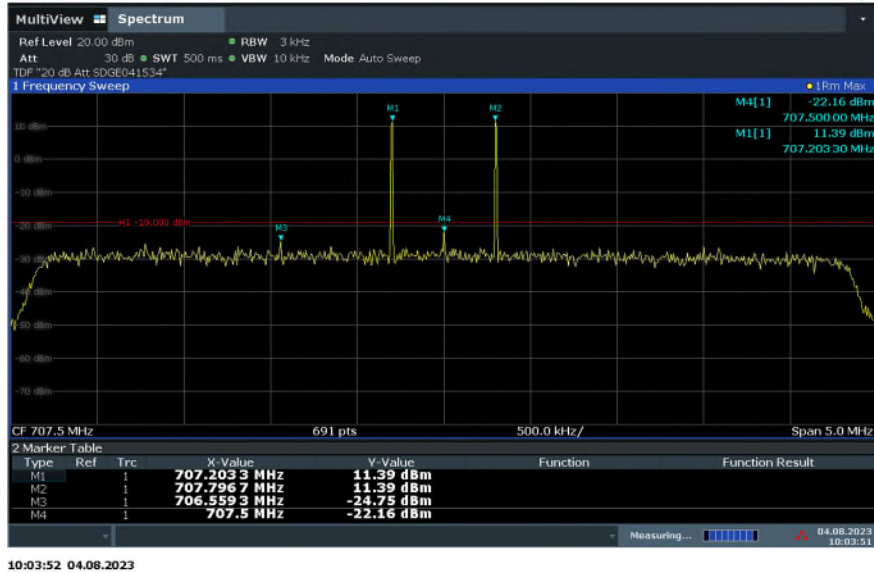 MultiView Spectrum
Ref Level 20.00 dBm RBW 3 kHz
Att 30 dB SWT 500 ms VBW 10 kHz Mode Auto Sweep
TDF "20 dB Att SDGE041534"
1 Frequency Sweep 1Rm Max
M4[1] -22.16 dBm
707.500 00 MHz
M1[1] 11.39 dBm
707.203 30 MHz
M1 M2
10 dBm
0 dBm
-10 dBm
H1 -19.000 dBm
-20 dBm
M3 M4
-30 dBm
-40 dBm
-50 dBm
-60 dBm
-70 dBm
CF 707.5 MHz 691 pts 500.0 kHz/ Span 5.0 MHz
2 Marker Table
Type Ref Trc X-Value Y-Value Function Function Result
M1 1 707.203 3 MHz 11.39 dBm
M2 1 707.796 7 MHz 11.39 dBm
M3 1 706.559 3 MHz -24.75 dBm
M4 1 707.5 MHz -22.16 dBm
Measuring... 04.08.2023
10:03:51
10:03:52 04.08.2023